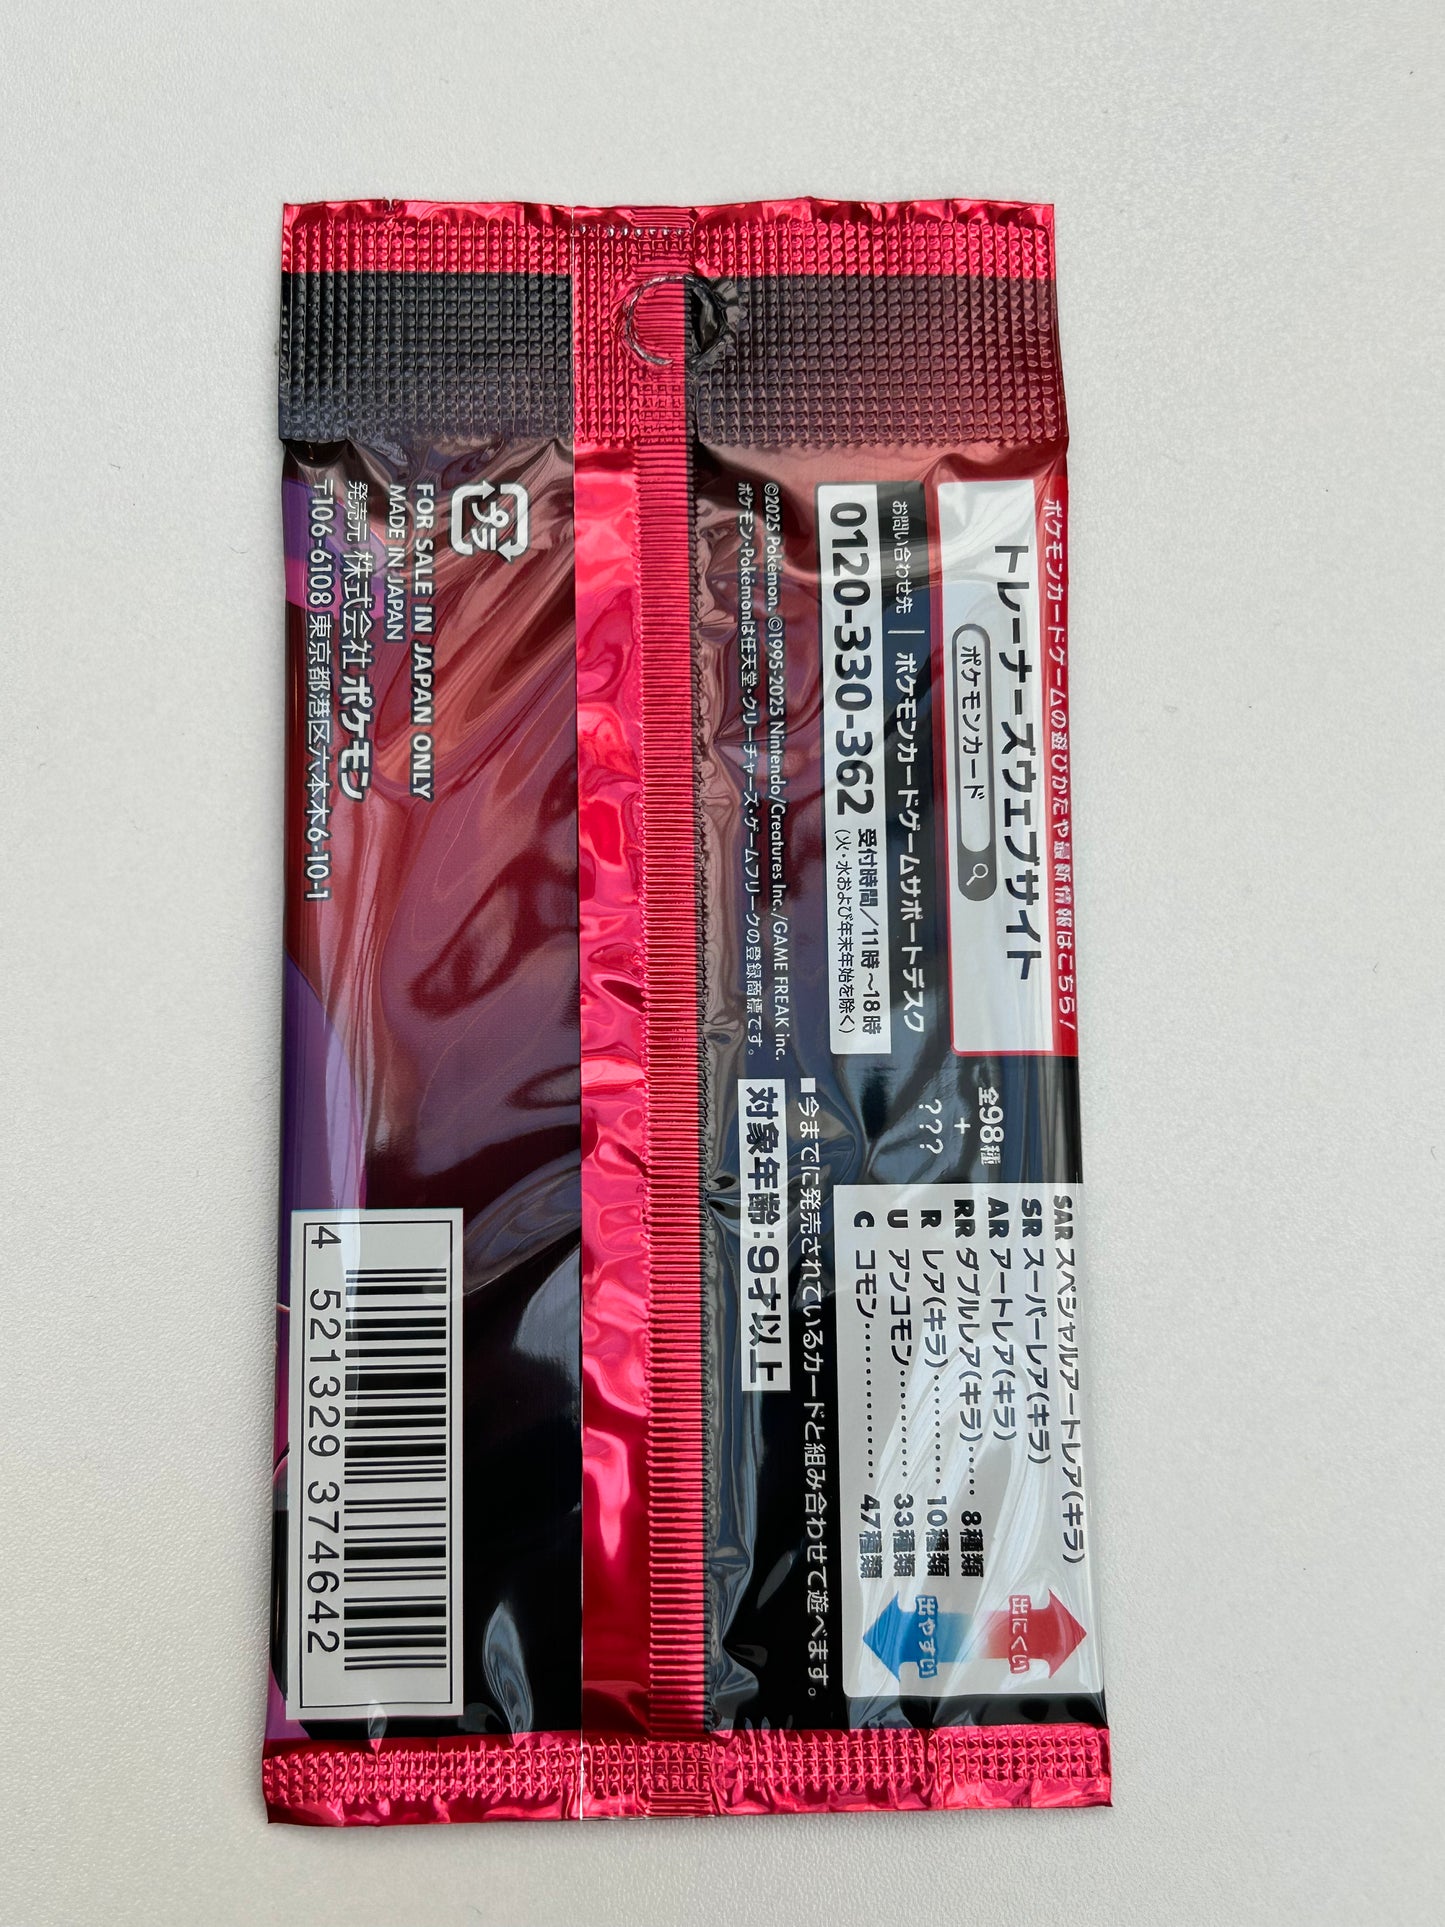 ポケモンカードゲームの遊びかたや最新情報はこちら！
トレーナーズウェブサイト
ポケモンカード
お問い合わせ先 ポケモンカードゲームサポートデスク
0120-330-362 受付時間／11時～18時
(火・水および年末年始を除く)
©2025 Pokémon. ©1995-2025 Nintendo/Creatures Inc./GAME FREAK inc.
ポケモン・Pokémonは任天堂・クリーチャーズ・ゲームフリークの登録商標です。
全98種
+
???
SAR スペシャルアートレア(キラ)
SR スーパーレア(キラ)
AR アートレア(キラ)
RR ダブルレア(キラ)････ 8種類
R レア(キラ)･･･････････ 10種類
U アンコモン･･･････････ 33種類
C コモン･･････････････ 47種類
出にくい
出やすい
■今までに発売されているカードと組み合わせて遊べます。
対象年齢:9才以上
プラ
FOR SALE IN JAPAN ONLY
MADE IN JAPAN
発売元 株式会社 ポケモン
〒106-6108 東京都港区六本木6-10-1
4 521329 374642